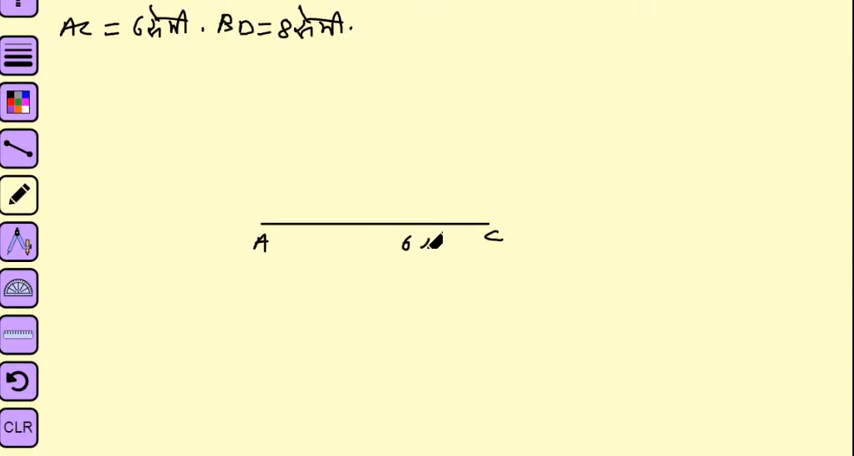 AC = 6 सेमी . BD = 8 सेमी .
A 6 C
CLR